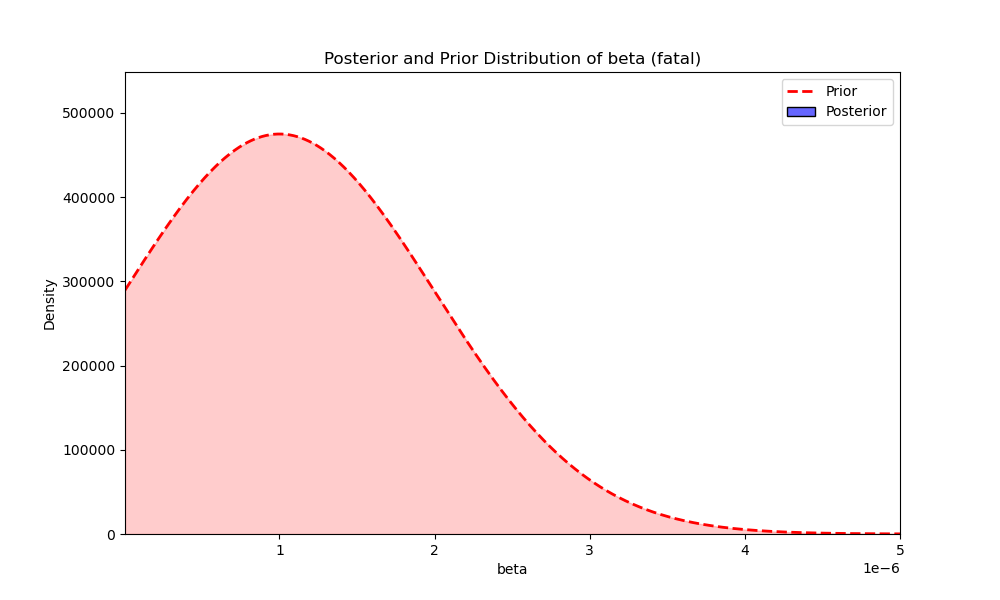 Posterior and Prior Distribution of beta (fatal)
Prior
Posterior
500000
400000
300000
200000
100000
0
Density
1
2
3
4
5
1e−6
beta